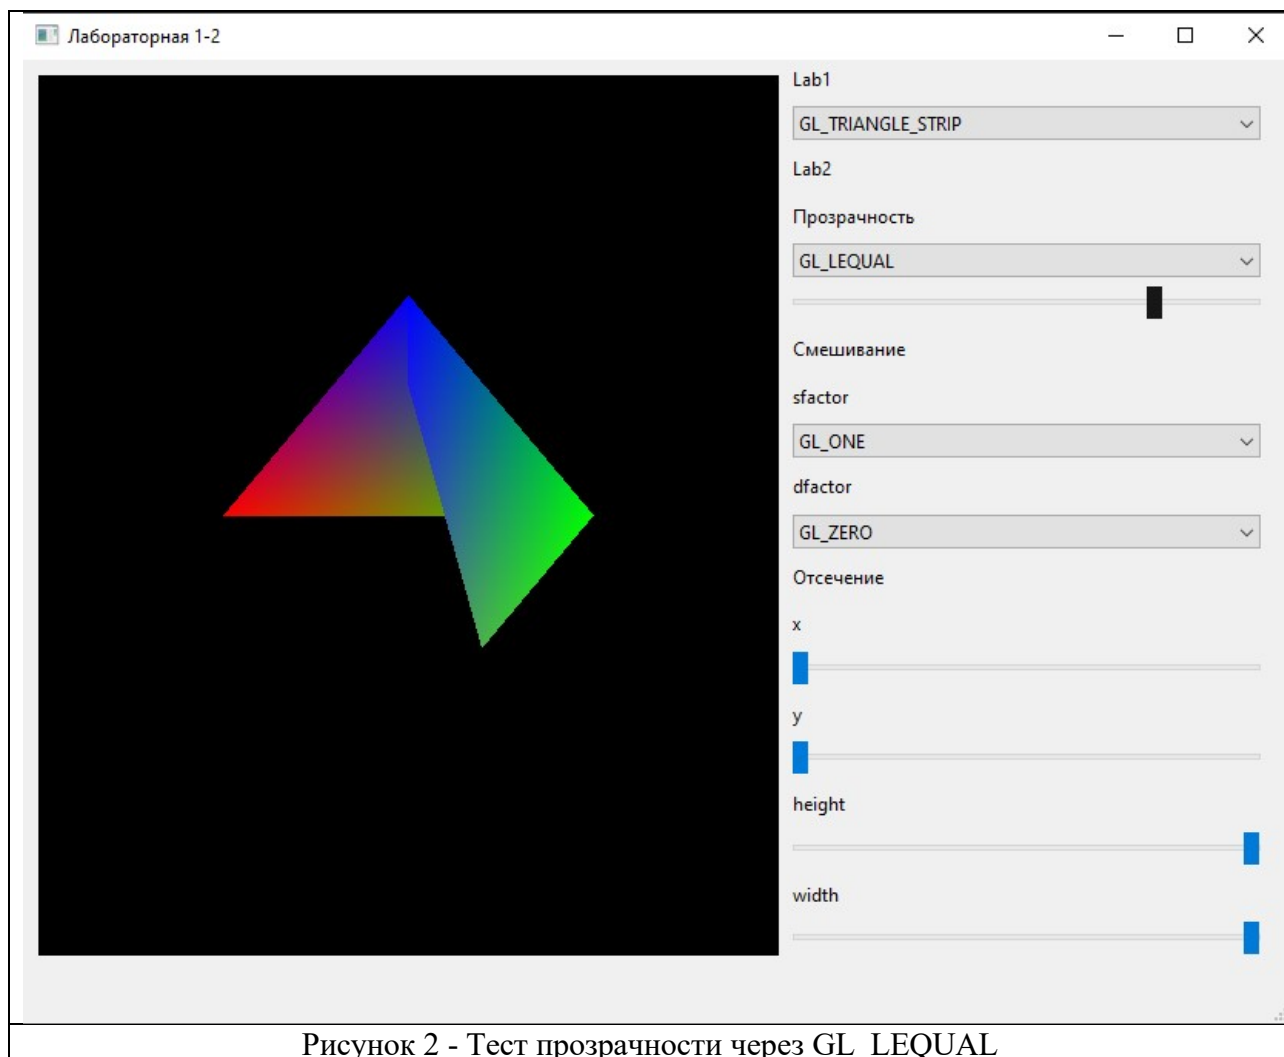 Лабораторная 1-2
Lab1
GL_TRIANGLE_STRIP
Lab2
Прозрачность
GL_LEQUAL
Смешивание
sfactor
GL_ONE
dfactor
GL_ZERO
Отсечение
x
y
height
width
Рисунок 2 - Тест прозрачности через GL_LEQUAL